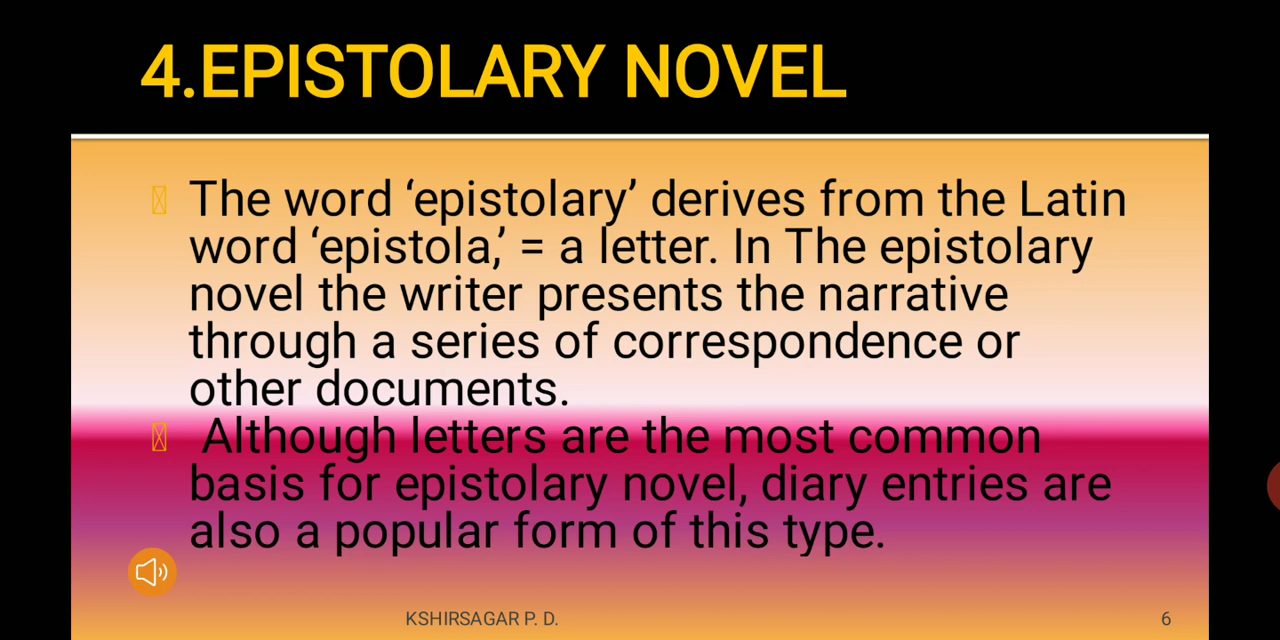 4.EPISTOLARY NOVEL
The word ‘epistolary’ derives from the Latin
word ‘epistola,’ = a letter. In The epistolary
novel the writer presents the narrative
through a series of correspondence or
other documents.
Although letters are the most common
basis for epistolary novel, diary entries are
also a popular form of this type.
KSHIRSAGAR P. D.
6